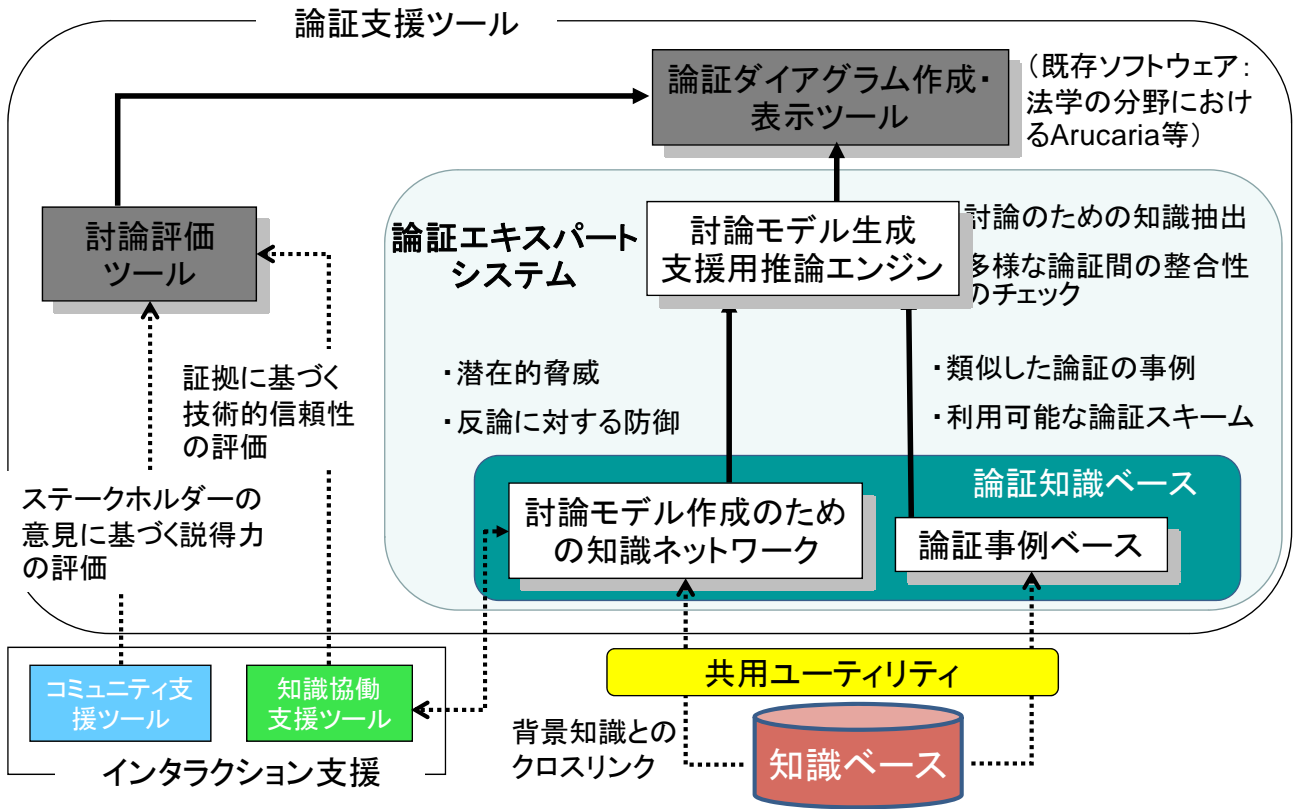 論証支援ツール
論証ダイアグラム作成・
表示ツール
（既存ソフトウェア：
法学の分野におけ
るArucaria等）
討論評価
ツール
論証エキスパート
システム
討論モデル生成
支援用推論エンジン
討論のための知識抽出
多様な論証間の整合性
のチェック
証拠に基づく
技術的信頼性
の評価
・潜在的脅威
・反論に対する防御
・類似した論証の事例
・利用可能な論証スキーム
ステークホルダーの
意見に基づく説得力
の評価
論証知識ベース
討論モデル作成のため
の知識ネットワーク
論証事例ベース
コミュニティ支
援ツール
知識協働
支援ツール
インタラクション支援
共用ユーティリティ
背景知識との
クロスリンク
知識ベース